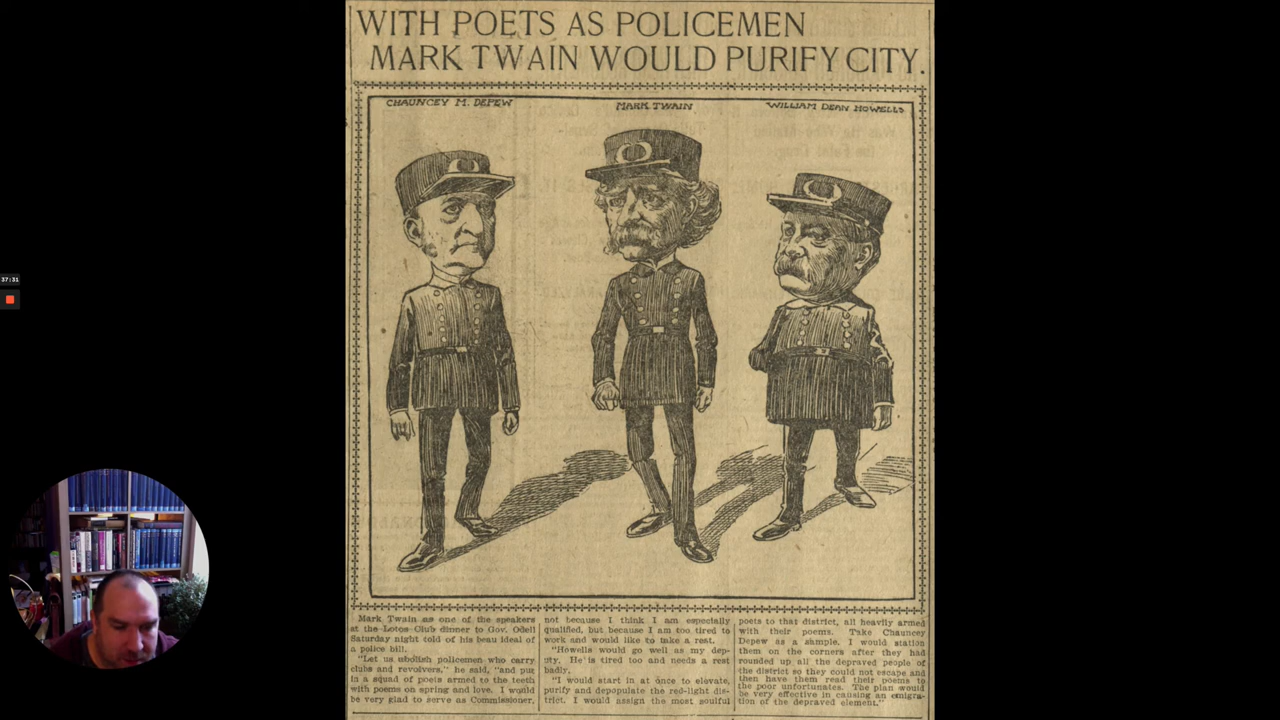 WITH POETS AS POLICEMEN
MARK TWAIN WOULD PURIFY CITY.
CHAUNCEY M. DEPEW
MARK TWAIN
WILLIAM DEAN HOWELLS
37:31
Mark Twain as one of the speakers
at the Lotos Club dinner to Gov. Odell
Saturday night told of his beau ideal of
a police bill.
"Let us abolish policemen who carry
clubs and revolvers," he said, "and put
in a squad of poets armed to the teeth
with poems on spring and love. I would
be very glad to serve as Commissioner,
not because I think I am especially
qualified, but because I am too tired to
work and would like to take a rest.
"Howells would go well as my dep-
uty. He is tired too and needs a rest
badly.
"I would start in at once to elevate,
purify and depopulate the red-light dis-
trict. I would assign the most soulful
poets to that district, all heavily armed
with their poems. Take Chauncey
Depew as a sample. I would station
them on the corners after they had
rounded up all the depraved people of
the district so they could not escape and
then have them read their poems to
the poor unfortunates. The plan would
be very effective in causing an emigra-
tion of the depraved element."